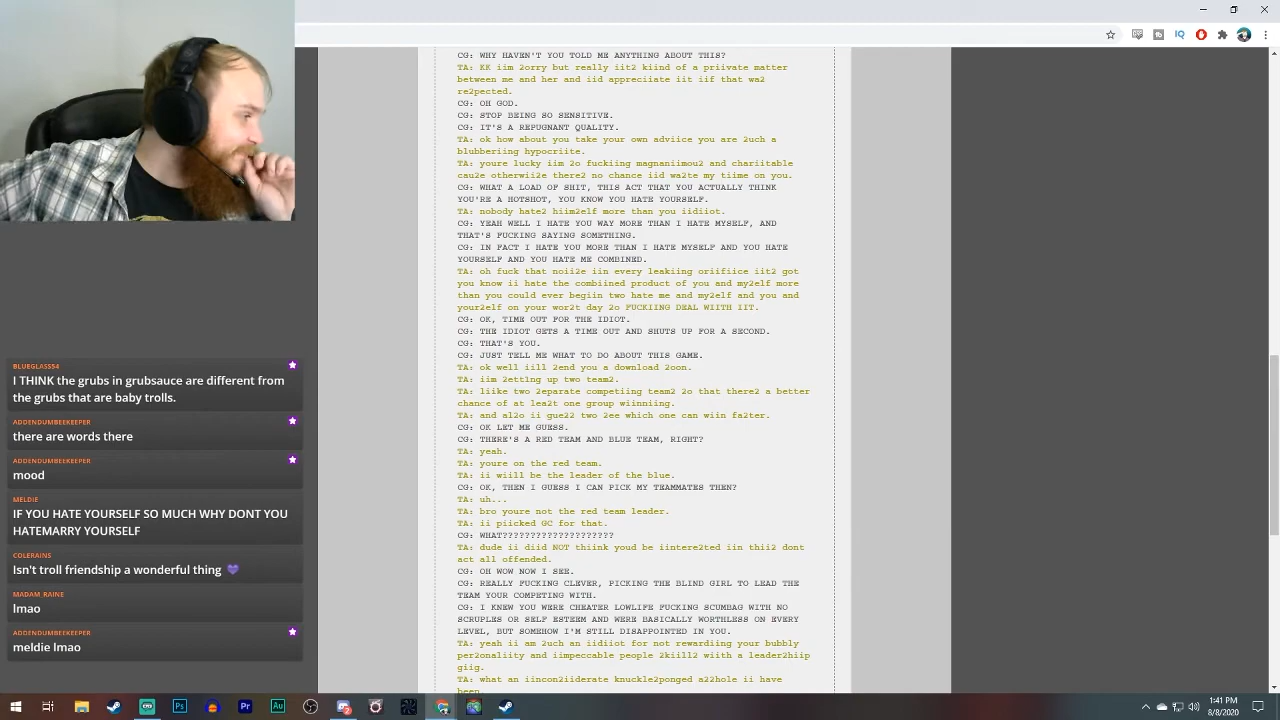 CG: WHY HAVEN'T YOU TOLD ME ANYTHING ABOUT THIS?
TA: KK iim 2orry but really iit2 kiind of a priivate matter
between me and her and iid appreciiate iit iif that wa2
re2pected.
CG: OH GOD.
CG: STOP BEING SO SENSITIVE.
CG: IT'S A REPUGNANT QUALITY.
TA: ok how about you take your own adviice you are 2uch a
blubberiing hypocriite.
TA: youre lucky iim 2o fuckiing magnaniimou2 and chariitable
cau2e otherwii2e there2 no chance iid wa2te my tiime on you.
CG: WHAT A LOAD OF SHIT, THIS ACT THAT YOU ACTUALLY THINK
YOU'RE A HOTSHOT, YOU KNOW YOU HATE YOURSELF.
TA: nobody hate2 hiim2elf more than you iidiiot.
CG: YEAH WELL I HATE YOU WAY MORE THAN I HATE MYSELF, AND
THAT'S FUCKING SAYING SOMETHING.
CG: IN FACT I HATE YOU MORE THAN I HATE MYSELF AND YOU HATE
YOURSELF AND YOU HATE ME COMBINED.
TA: oh fuck that noii2e iin every leakiing oriifiice iit2 got
you know ii hate the combiined product of you and my2elf more
than you could ever begiin two hate me and my2elf and you and
your2elf on your wor2t day 2o FUCKIING DEAL WIITH IIT.
CG: OK, TIME OUT FOR THE IDIOT.
CG: THE IDIOT GETS A TIME OUT AND SHUTS UP FOR A SECOND.
CG: THAT'S YOU.
CG: JUST TELL ME WHAT TO DO ABOUT THIS GAME.
TA: ok well iill 2end you a download 2oon.
TA: iim 2ett1ng up two team2.
TA: liike two 2eparate competiing team2 2o that there2 a better
chance of at lea2t one group wiinniing.
TA: and al2o ii gue22 two 2ee which one can wiin fa2ter.
CG: OK LET ME GUESS.
CG: THERE'S A RED TEAM AND BLUE TEAM, RIGHT?
TA: yeah.
TA: youre on the red team.
TA: ii wiill be the leader of the blue.
CG: OK, THEN I GUESS I CAN PICK MY TEAMMATES THEN?
TA: uh...
TA: bro youre not the red team leader.
TA: ii piicked GC for that.
CG: WHAT????????????????????
TA: dude ii diid NOT thiink youd be iintere2ted iin thii2 dont
act all offended.
CG: OH WOW NOW I SEE.
CG: REALLY FUCKING CLEVER, PICKING THE BLIND GIRL TO LEAD THE
TEAM YOUR COMPETING WITH.
CG: I KNEW YOU WERE CHEATER LOWLIFE FUCKING SCUMBAG WITH NO
SCRUPLES OR SELF ESTEEM AND WERE BASICALLY WORTHLESS ON EVERY
LEVEL, BUT SOMEHOW I'M STILL DISAPPOINTED IN YOU.
TA: yeah ii am 2uch an iidiiot for not rewardiing your bubbly
per2onaliity and iimpeccable people 2kiill2 wiith a leader2hiip
giig.
TA: what an iincon2iiderate knuckle2ponged a22hole ii have
been.
BLUEGLASS54
I THINK the grubs in grubsauce are different from
the grubs that are baby trolls.
ADDENDUMBEEKEEPER
there are words there
ADDENDUMBEEKEEPER
mood
MELDIE
IF YOU HATE YOURSELF SO MUCH WHY DONT YOU
HATEMARRY YOURSELF
COLERAINS
Isn't troll friendship a wonderful thing 💜
MADAM_RAINE
lmao
ADDENDUMBEEKEEPER
meldie lmao
IQ
Ps
Pr
Au
1:41 PM
8/8/2020